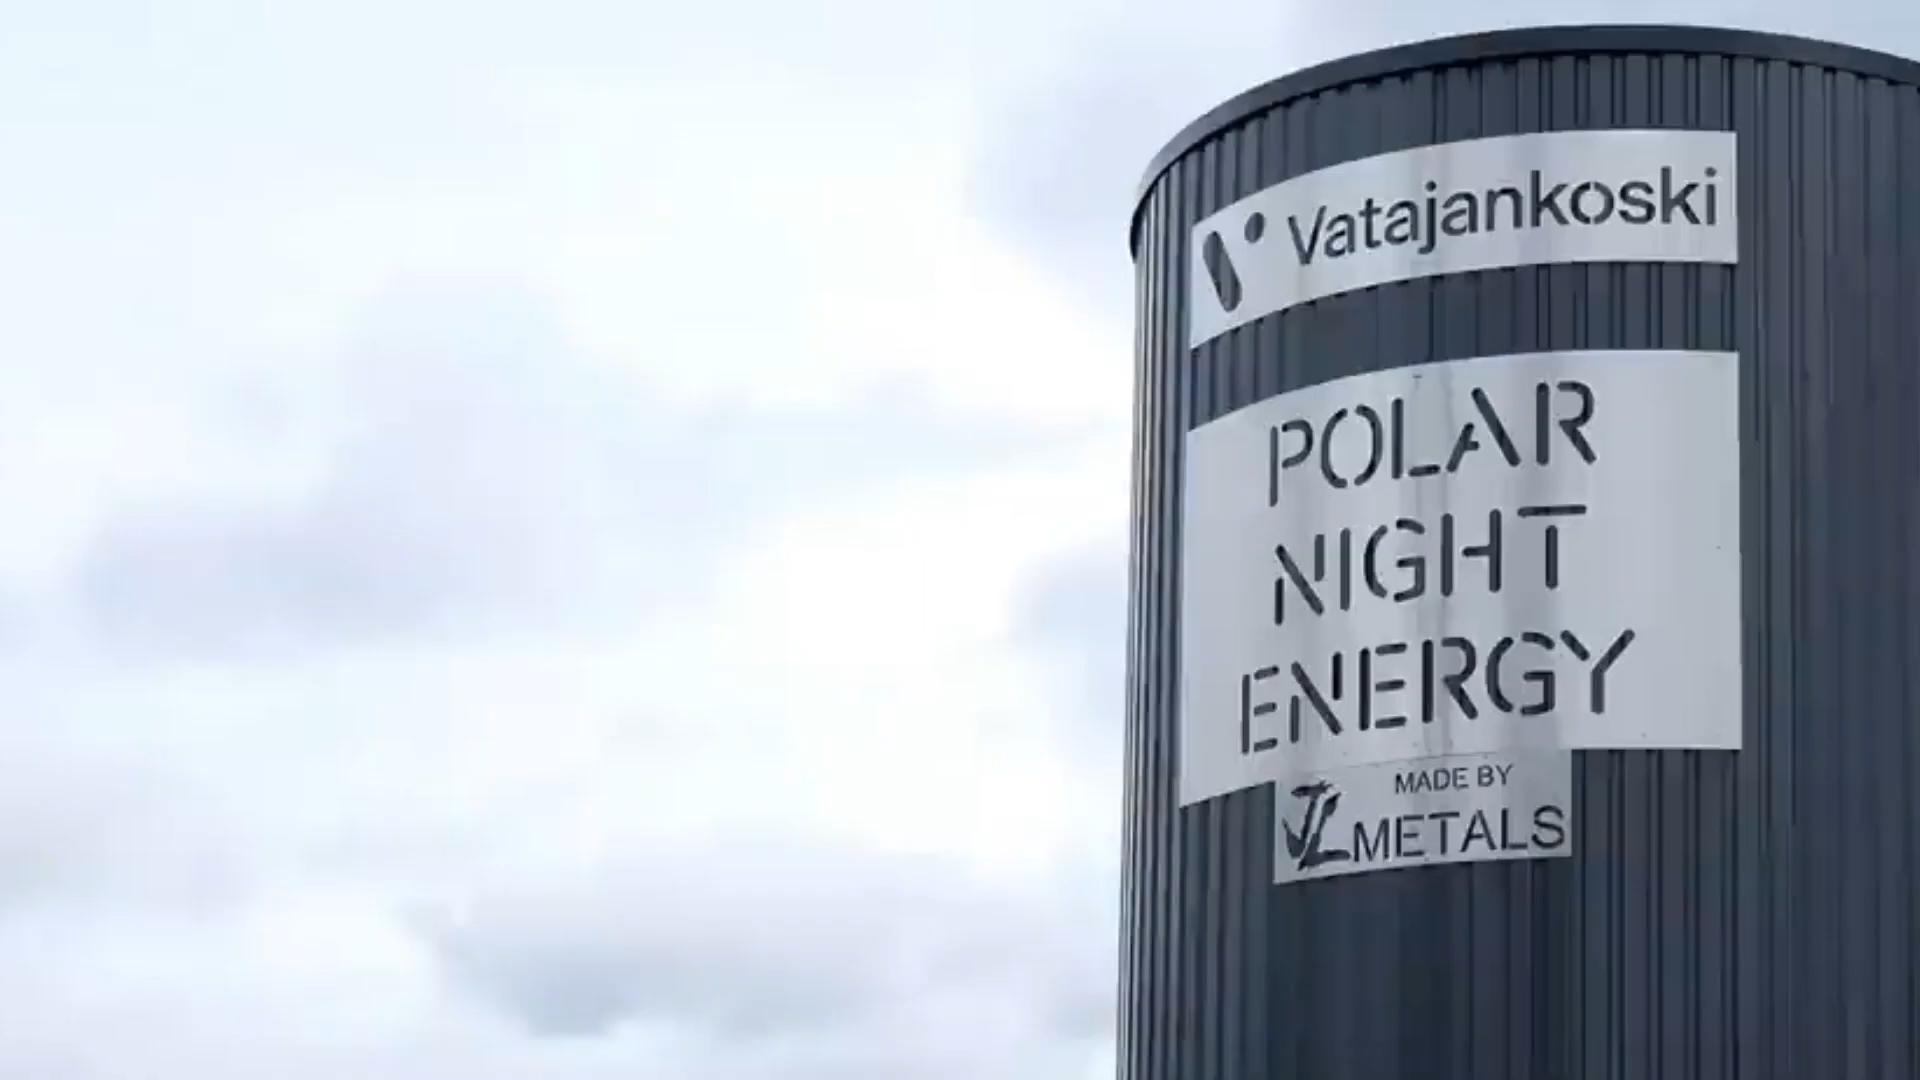 Vatajankoski
POLAR
NIGHT
ENERGY
MADE BY
JL METALS